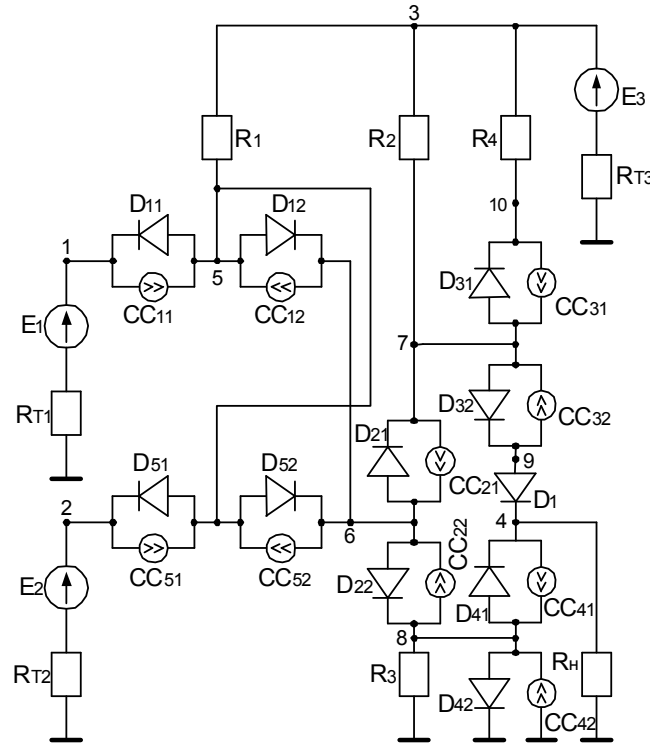 3
E3
R1
R2
R4
RT3
10
D11
D12
1
5
D31
CC31
CC11
CC12
E1
7
D32
CC32
RT1
D21
9
CC21
D1
D51
D52
2
6
4
CC51
CC52
CC22
E2
D22
D41
CC41
8
RT2
R3
D42
RH
CC42